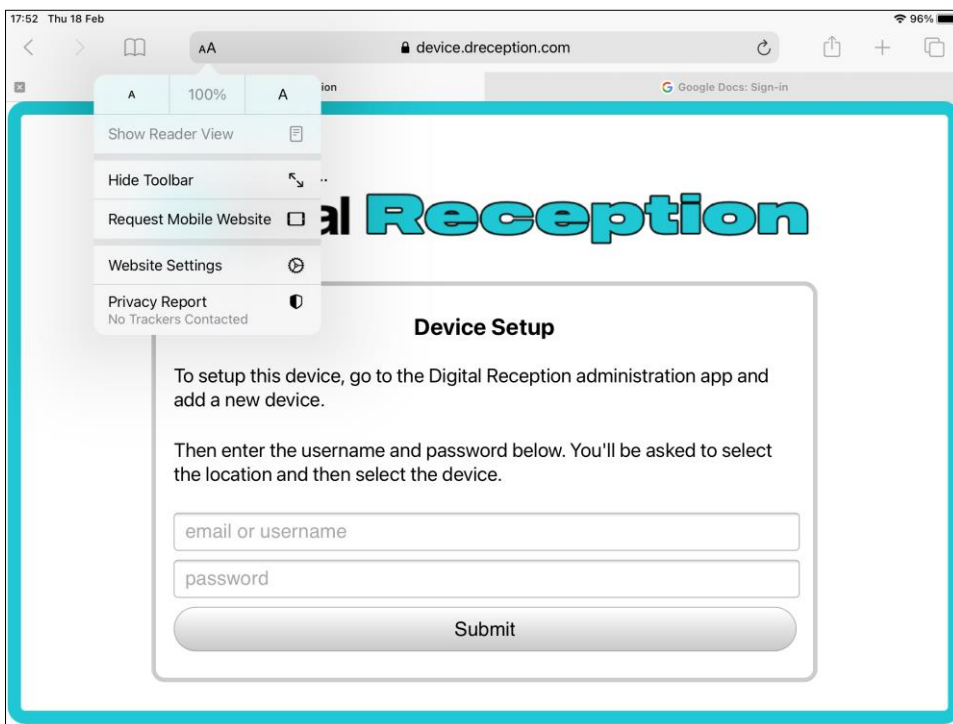 17:52 Thu 18 Feb
96%
AA
device.dreception.com
ion
Google Docs: Sign-in
A 100% A
Show Reader View
Hide Toolbar
Request Mobile Website
Website Settings
Privacy Report
No Trackers Contacted
al Reception
Device Setup
To setup this device, go to the Digital Reception administration app and
add a new device.
Then enter the username and password below. You'll be asked to select
the location and then select the device.
email or username
password
Submit